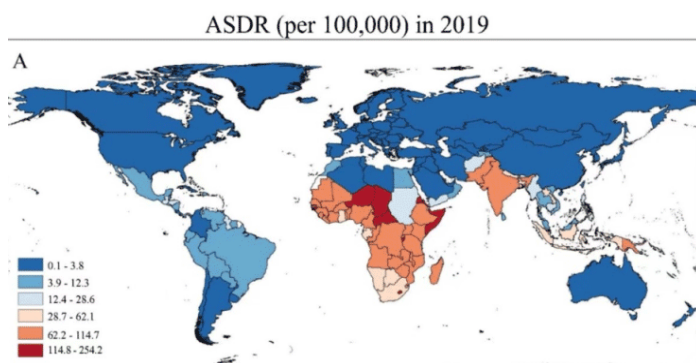 ASDR (per 100,000) in 2019
A
0.1 - 3.8
3.9 - 12.3
12.4 - 28.6
28.7 - 62.1
62.2 - 114.7
114.8 - 254.2